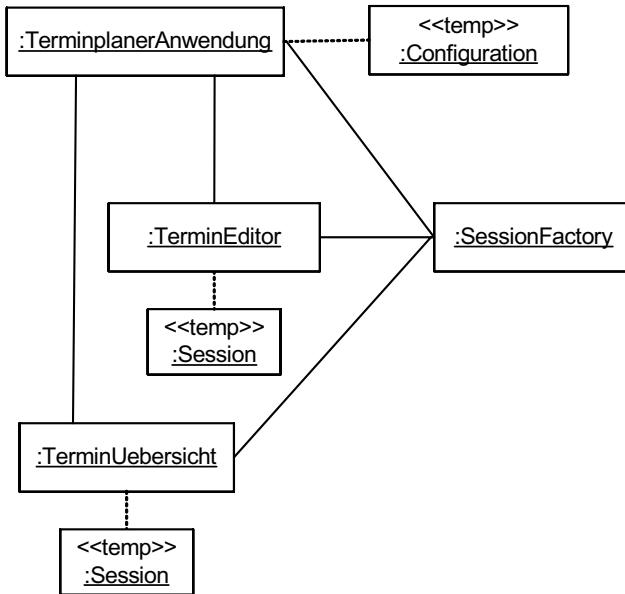 :TerminplanerAnwendung
<<temp>>
:Configuration
:TerminEditor
:SessionFactory
<<temp>>
:Session
:TerminUebersicht
<<temp>>
:Session